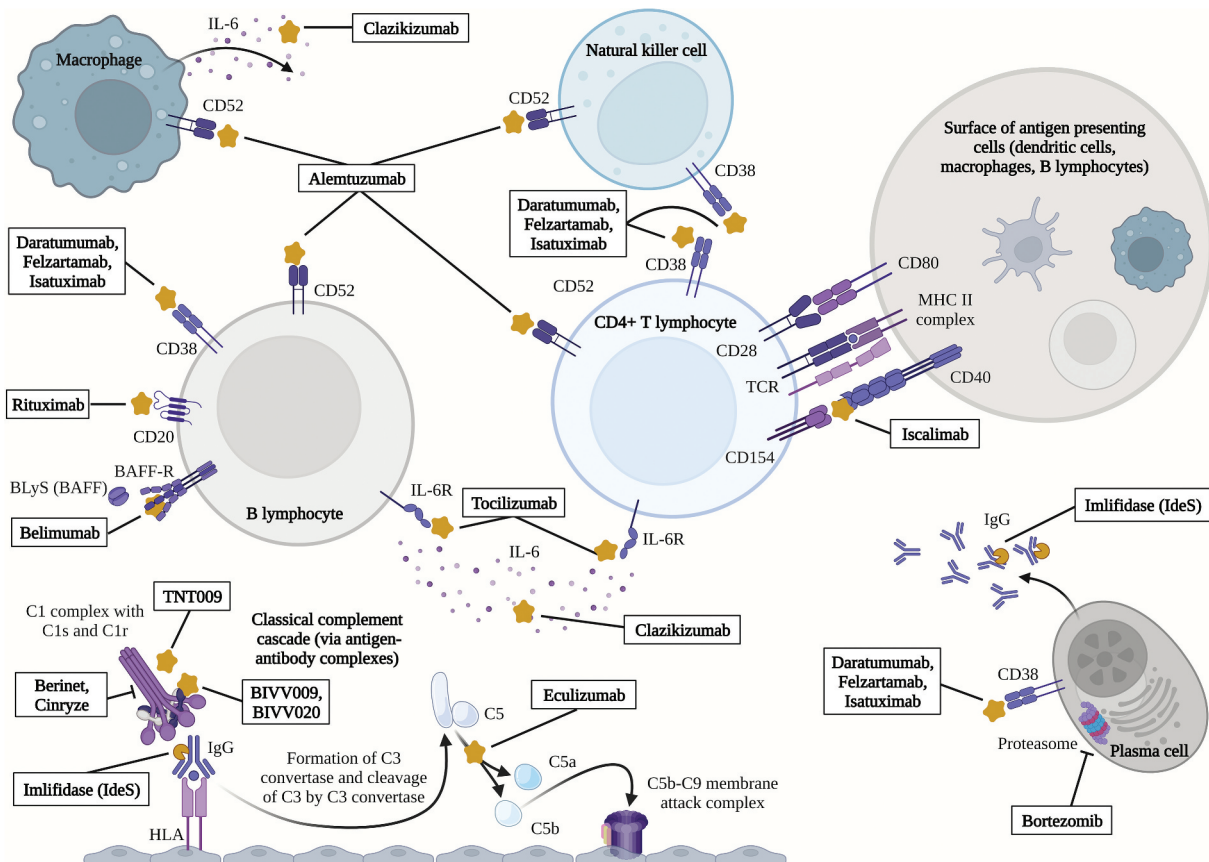 IL-6
Clazikizumab
Macrophage
Natural killer cell
CD52
CD52
Surface of antigen presenting
cells (dendritic cells,
macrophages, B lymphocytes)
Alemtuzumab
CD38
Daratumumab,
Felzartamab,
Isatuximab
Daratumumab,
Felzartamab,
Isatuximab
CD38
CD80
CD52
CD52
MHC II
complex
CD4+ T lymphocyte
CD38
CD28
TCR
CD40
Rituximab
CD20
Iscalimab
CD154
BAFF-R
BLyS (BAFF)
IL-6R
Tocilizumab
B lymphocyte
Belimumab
IL-6
IL-6R
IgG
Imlifidase (IdeS)
TNT009
C1 complex with
C1s and C1r
Classical complement
cascade (via antigen-
antibody complexes)
Clazikizumab
Berinet,
Cinryze
BIVV009,
BIVV020
Eculizumab
C5
Daratumumab,
Felzartamab,
Isatuximab
CD38
IgG
Proteasome
Plasma cell
Imlifidase (IdeS)
Formation of C3
convertase and cleavage
of C3 by C3 convertase
C5a
C5b-C9 membrane
attack complex
C5b
HLA
Bortezomib